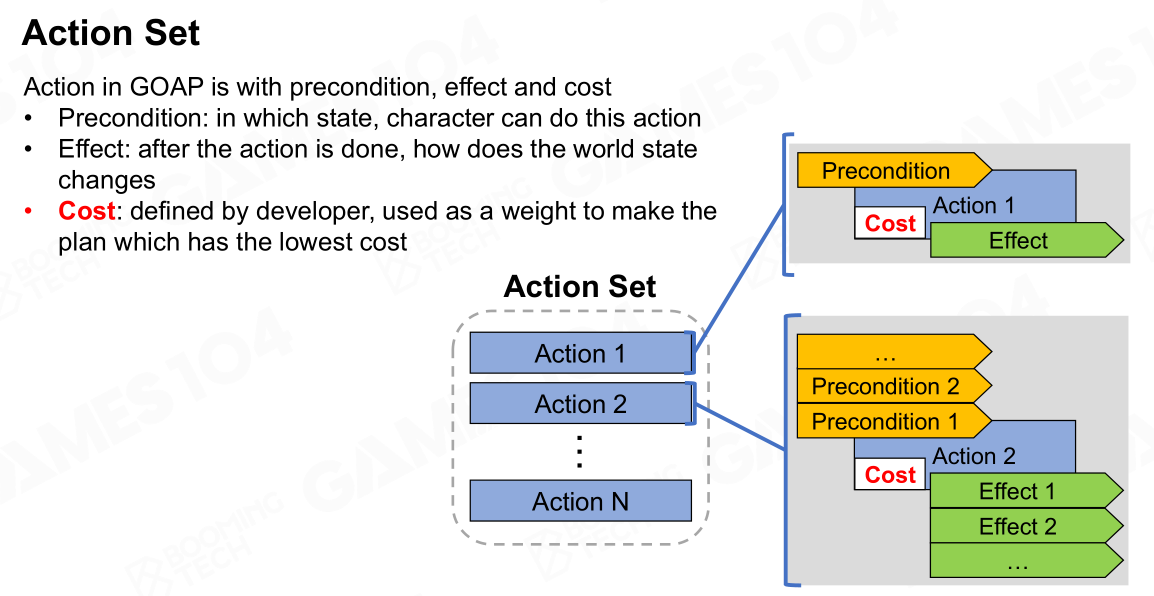 Action Set
Action in GOAP is with precondition, effect and cost
• Precondition: in which state, character can do this action
• Effect: after the action is done, how does the world state
changes
• Cost: defined by developer, used as a weight to make the
plan which has the lowest cost
Action Set
Action 1
Action 2
⋮
Action N
Precondition
Action 1
Cost
Effect
…
Precondition 2
Precondition 1
Action 2
Cost
Effect 1
Effect 2
…
GAMES104
BOOMING
TECH